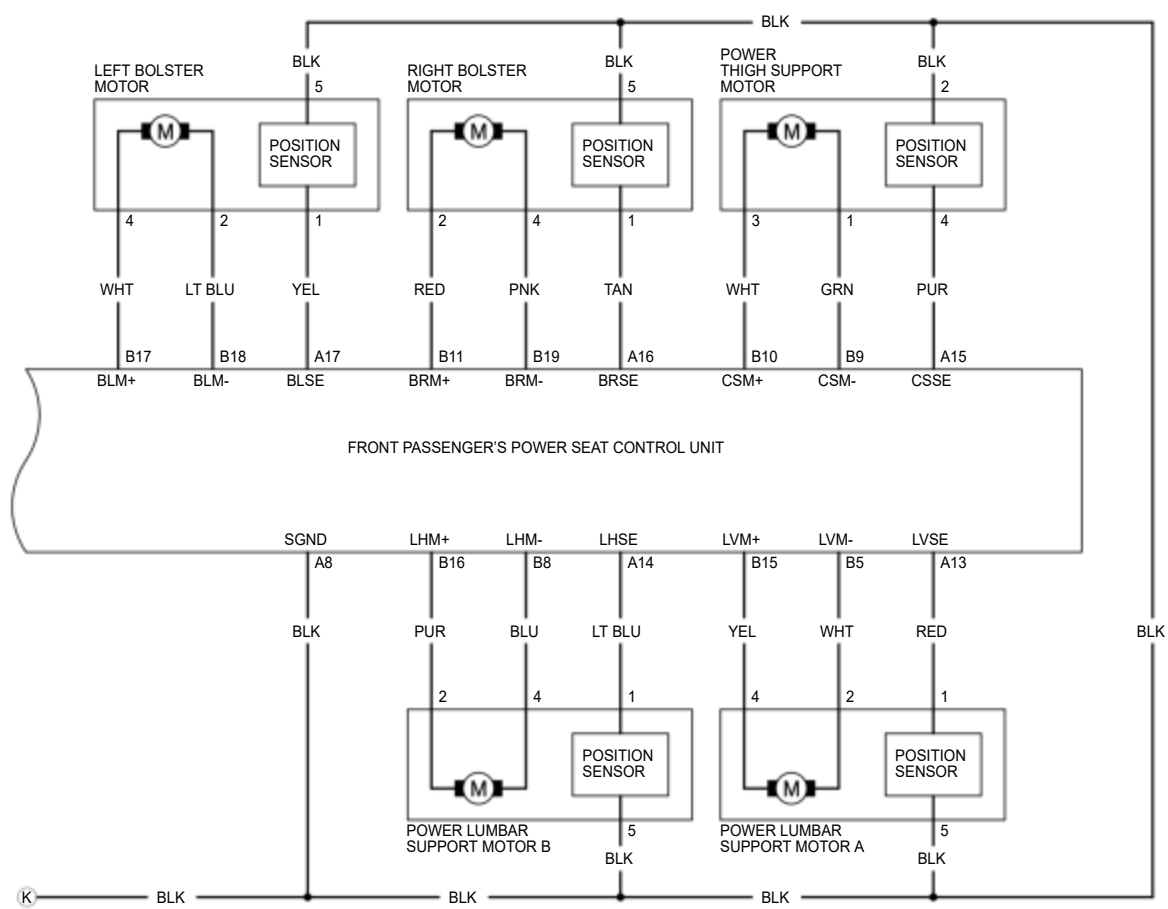 BLK
BLK
BLK
BLK
LEFT BOLSTER
MOTOR
5
RIGHT BOLSTER
MOTOR
5
POWER
THIGH SUPPORT
MOTOR
2
M
POSITION
SENSOR
M
POSITION
SENSOR
M
POSITION
SENSOR
4
2
1
2
4
1
3
1
4
WHT
LT BLU
YEL
RED
PNK
TAN
WHT
GRN
PUR
B17
B18
A17
B11
B19
A16
B10
B9
A15
BLM+
BLM-
BLSE
BRM+
BRM-
BRSE
CSM+
CSM-
CSSE
FRONT PASSENGER'S POWER SEAT CONTROL UNIT
SGND
LHM+
LHM-
LHSE
LVM+
LVM-
LVSE
A8
B16
B8
A14
B15
B5
A13
BLK
PUR
BLU
LT BLU
YEL
WHT
RED
BLK
2
4
1
4
2
1
M
POSITION
SENSOR
M
POSITION
SENSOR
POWER LUMBAR
SUPPORT MOTOR B
5
POWER LUMBAR
SUPPORT MOTOR A
5
BLK
BLK
K
BLK
BLK
BLK